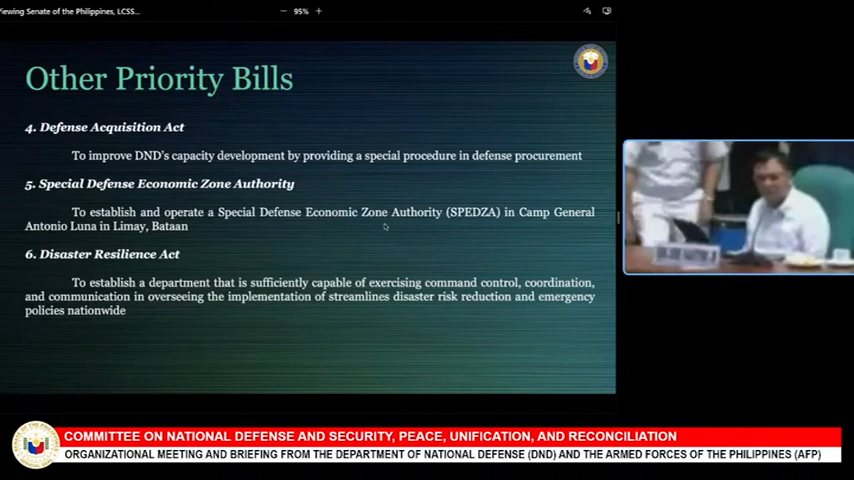 Viewing Senate of the Philippines, LCSS...
95%
Other Priority Bills
4. Defense Acquisition Act
To improve DND's capacity development by providing a special procedure in defense procurement
5. Special Defense Economic Zone Authority
To establish and operate a Special Defense Economic Zone Authority (SPEDZA) in Camp General
Antonio Luna in Limay, Bataan
6. Disaster Resilience Act
To establish a department that is sufficiently capable of exercising command control, coordination,
and communication in overseeing the implementation of streamlines disaster risk reduction and emergency
policies nationwide
COMMITTEE ON NATIONAL DEFENSE AND SECURITY, PEACE, UNIFICATION, AND RECONCILIATION
ORGANIZATIONAL MEETING AND BRIEFING FROM THE DEPARTMENT OF NATIONAL DEFENSE (DND) AND THE ARMED FORCES OF THE PHILIPPINES (AFP)